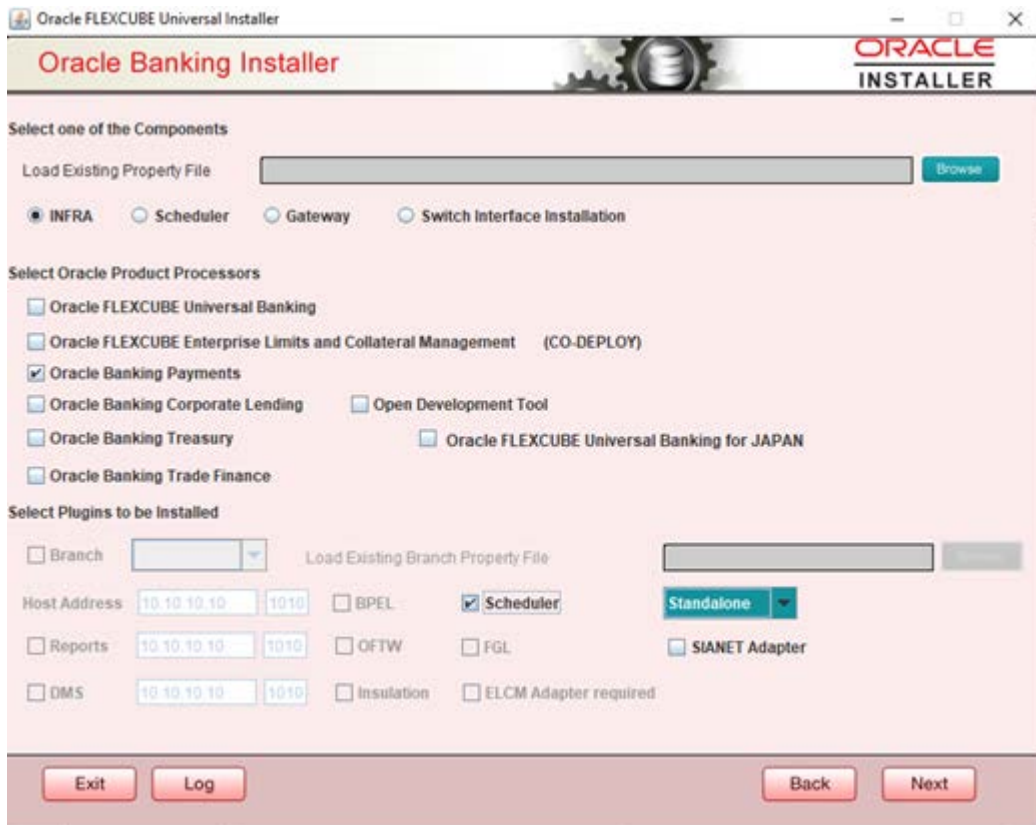 Oracle FLEXCUBE Universal Installer
Oracle Banking Installer
ORACLE
INSTALLER
Select one of the Components
Load Existing Property File Browse
INFRA Scheduler Gateway Switch Interface Installation
Select Oracle Product Processors
Oracle FLEXCUBE Universal Banking
Oracle FLEXCUBE Enterprise Limits and Collateral Management (CO-DEPLOY)
Oracle Banking Payments
Oracle Banking Corporate Lending Open Development Tool
Oracle Banking Treasury Oracle FLEXCUBE Universal Banking for JAPAN
Oracle Banking Trade Finance
Select Plugins to be Installed
Branch Load Existing Branch Property File
Host Address 10.10.10.10 1010 BPEL Scheduler Standalone
Reports 10.10.10.10 1010 OFTW FGL SIANET Adapter
DMS 10.10.10.10 1010 Insulation ELCM Adapter required
Exit Log Back Next